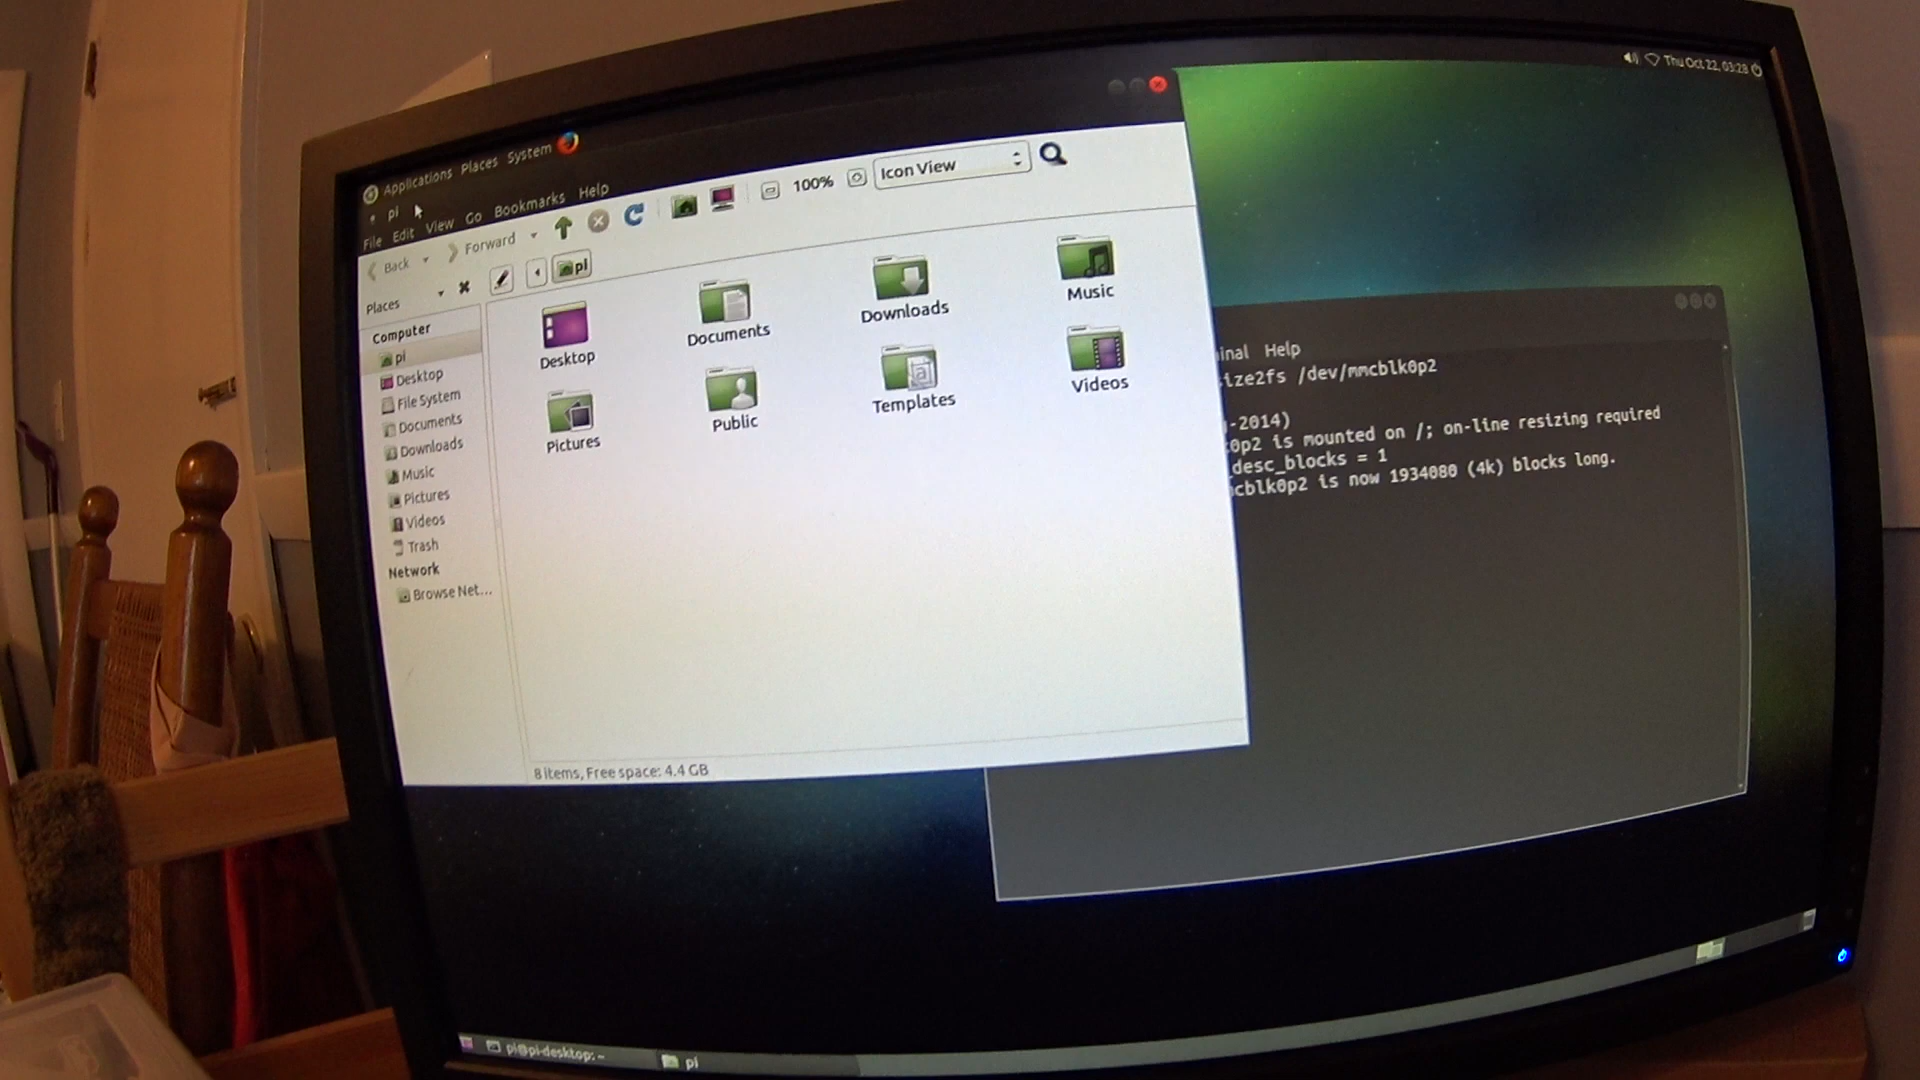 Applications Places System
Thu Oct 22, 03:28
pi
File Edit View Go Bookmarks Help
Back Forward 100% Icon View
pi
Places
Computer
pi
Desktop
File System
Documents
Downloads
Music
Pictures
Videos
Trash
Network
Browse Net...
Desktop
Documents
Downloads
Music
Pictures
Public
Templates
Videos
8 items, Free space: 4.4 GB
inal Help
ize2fs /dev/mmcblk0p2
-2014)
0p2 is mounted on /; on-line resizing required
desc_blocks = 1
cblk0p2 is now 1934080 (4k) blocks long.
pi@pi-desktop: ~
pi